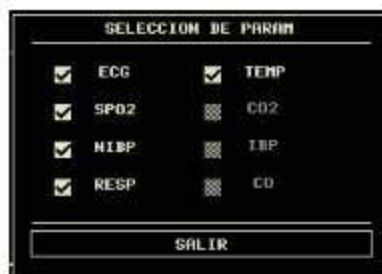 SELECCION DE PARAM
ECG TEMP
SPO2 CO2
NIBP IBP
RESP CO
SALIR